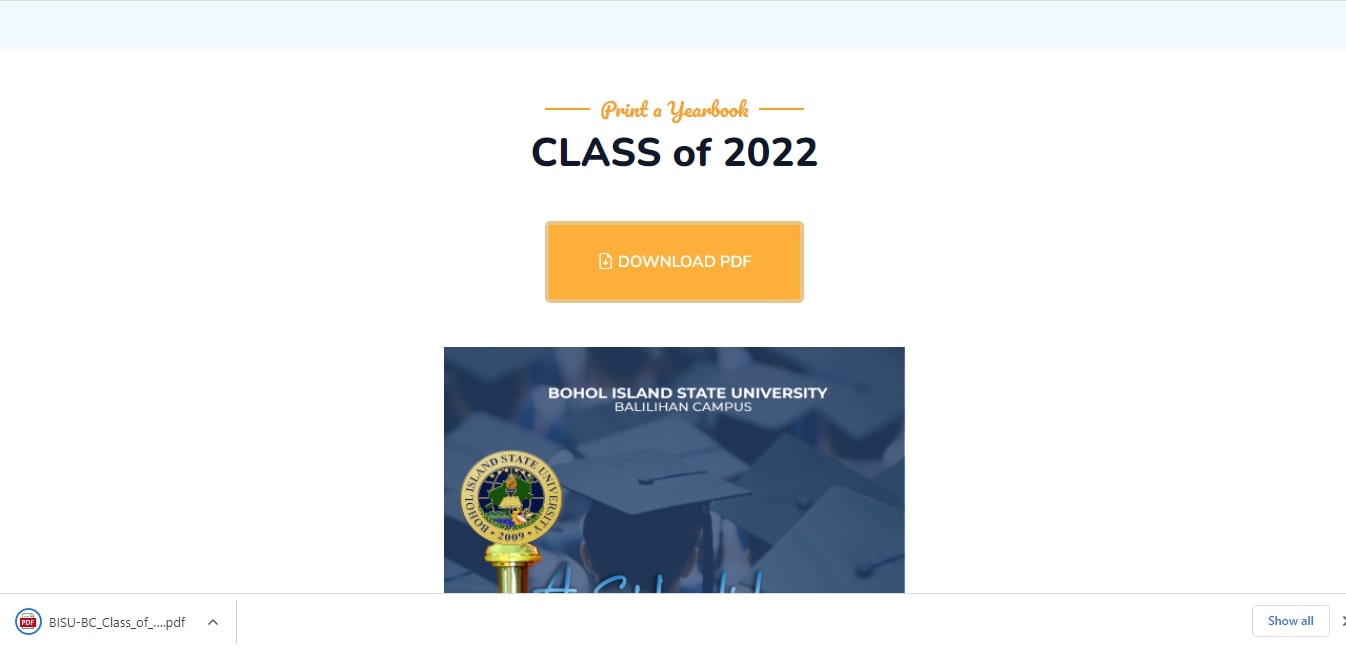 Print a Yearbook
CLASS of 2022
DOWNLOAD PDF
BOHOL ISLAND STATE UNIVERSITY
BALILIHAN CAMPUS
BOHOL ISLAND STATE UNIVERSITY
• 2009 •
PDF
BISU-BC_Class_of_....pdf
Show all